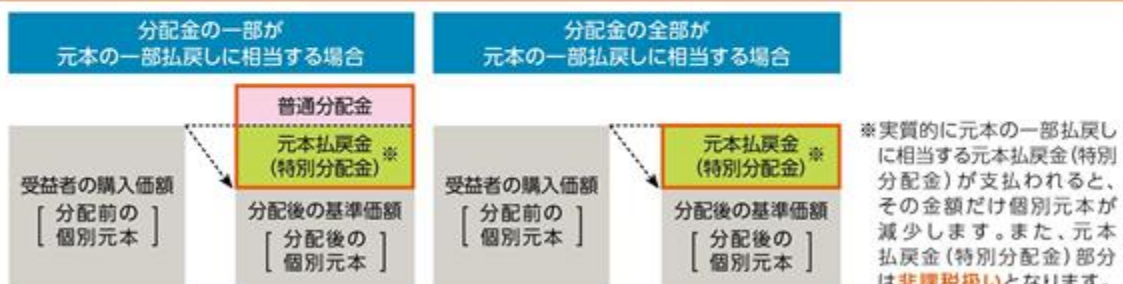 分配金の一部が
元本の一部払戻しに相当する場合
普通分配金
元本払戻金
(特別分配金)
※
受益者の購入価額
[ 分配前の
個別元本 ]
分配後の基準価額
[ 分配後の
個別元本 ]
分配金の全部が
元本の一部払戻しに相当する場合
元本払戻金
(特別分配金)
※
受益者の購入価額
[ 分配前の
個別元本 ]
分配後の基準価額
[ 分配後の
個別元本 ]
※実質的に元本の一部払戻し
に相当する元本払戻金(特別
分配金)が支払われると、
その金額だけ個別元本が
減少します。また、元本
払戻金(特別分配金)部分
は非課税扱いとなります。